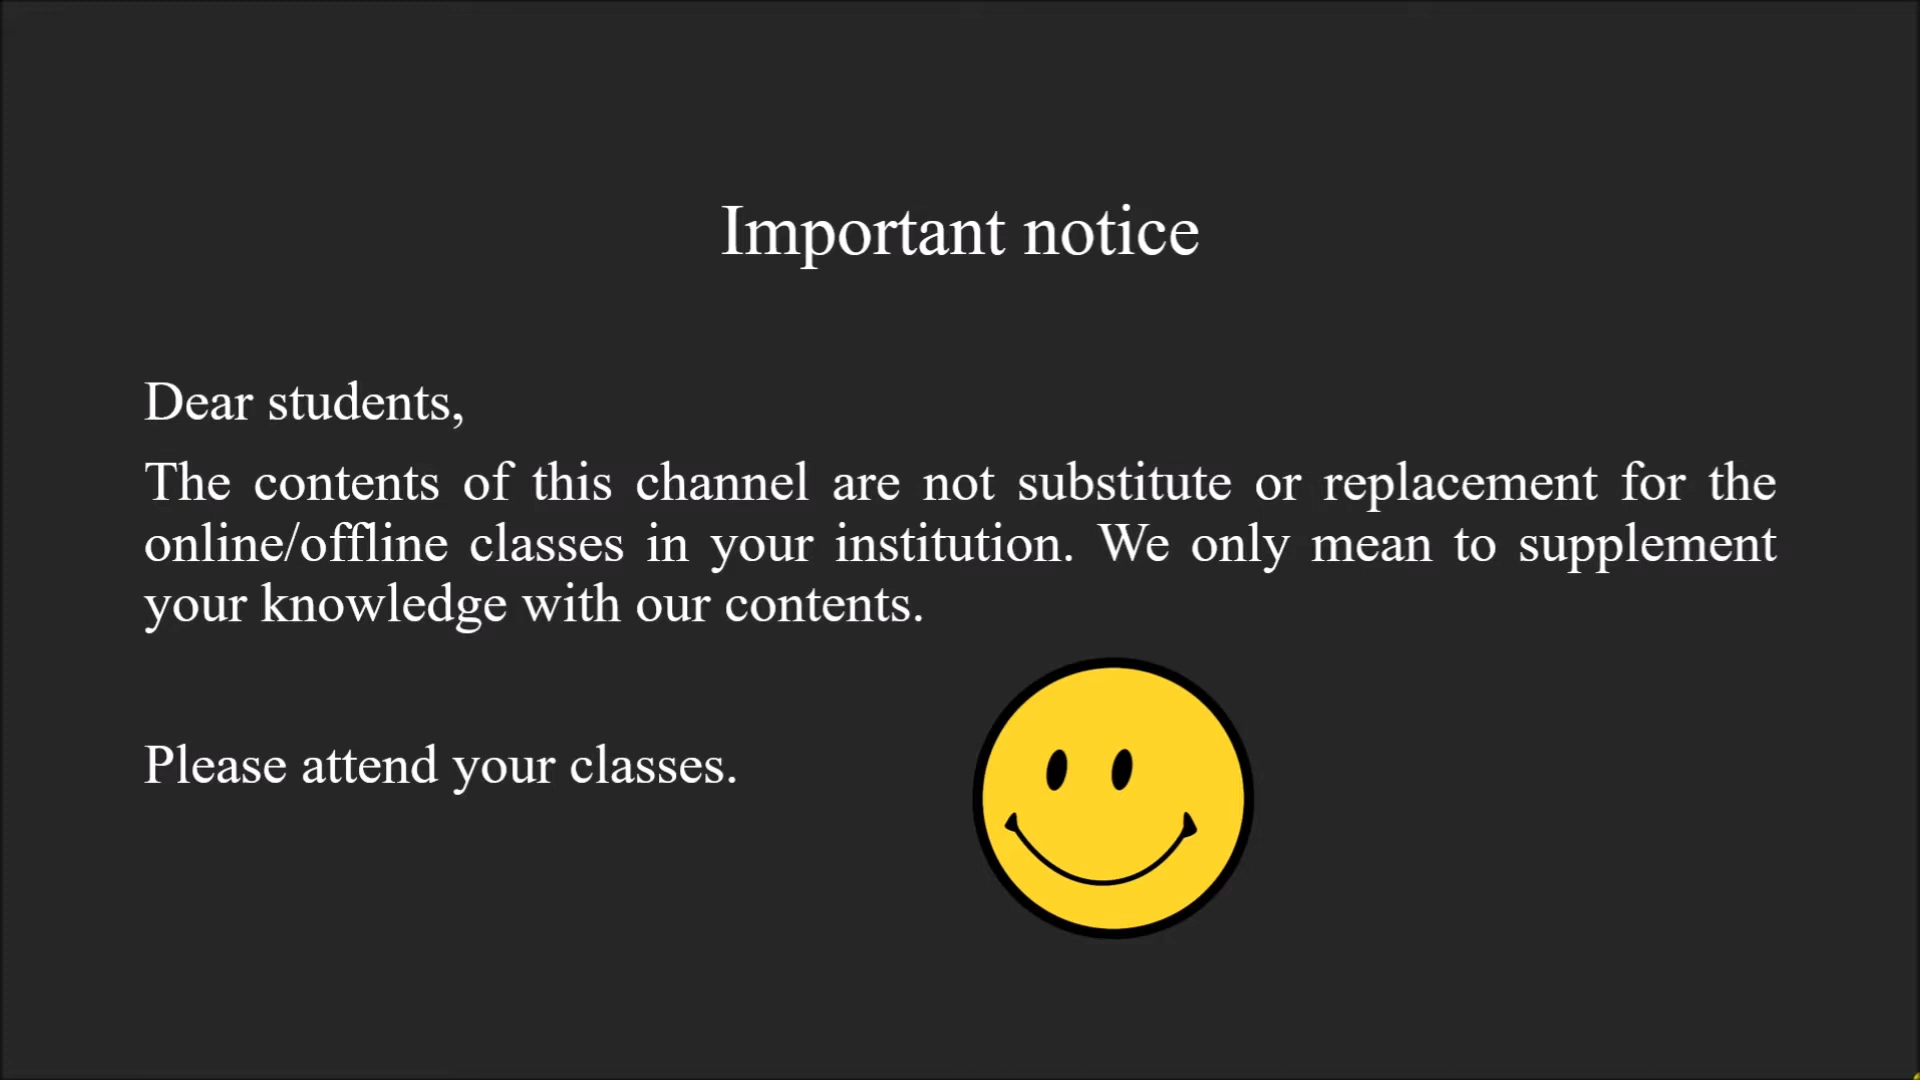 Important notice
Dear students,
The contents of this channel are not substitute or replacement for the
online/offline classes in your institution. We only mean to supplement
your knowledge with our contents.
Please attend your classes.